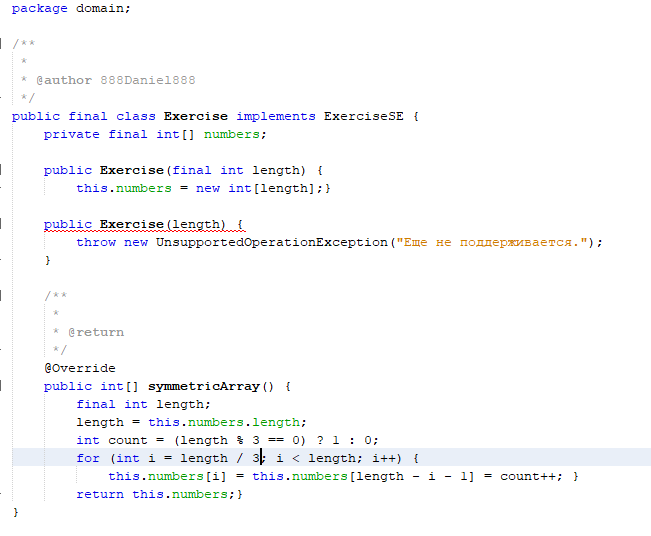 package domain;
/**
*
* @author 888Daniel888
*/
public final class Exercise implements ExerciseSE {
private final int[] numbers;
public Exercise(final int length) {
this.numbers = new int[length];}
public Exercise(length) {
throw new UnsupportedOperationException("Еще не поддерживается.");
}
/**
*
* @return
*/
@Override
public int[] symmetricArray() {
final int length;
length = this.numbers.length;
int count = (length % 3 == 0) ? 1 : 0;
for (int i = length / 3; i < length; i++) {
this.numbers[i] = this.numbers[length - i - 1] = count++; }
return this.numbers;}
}